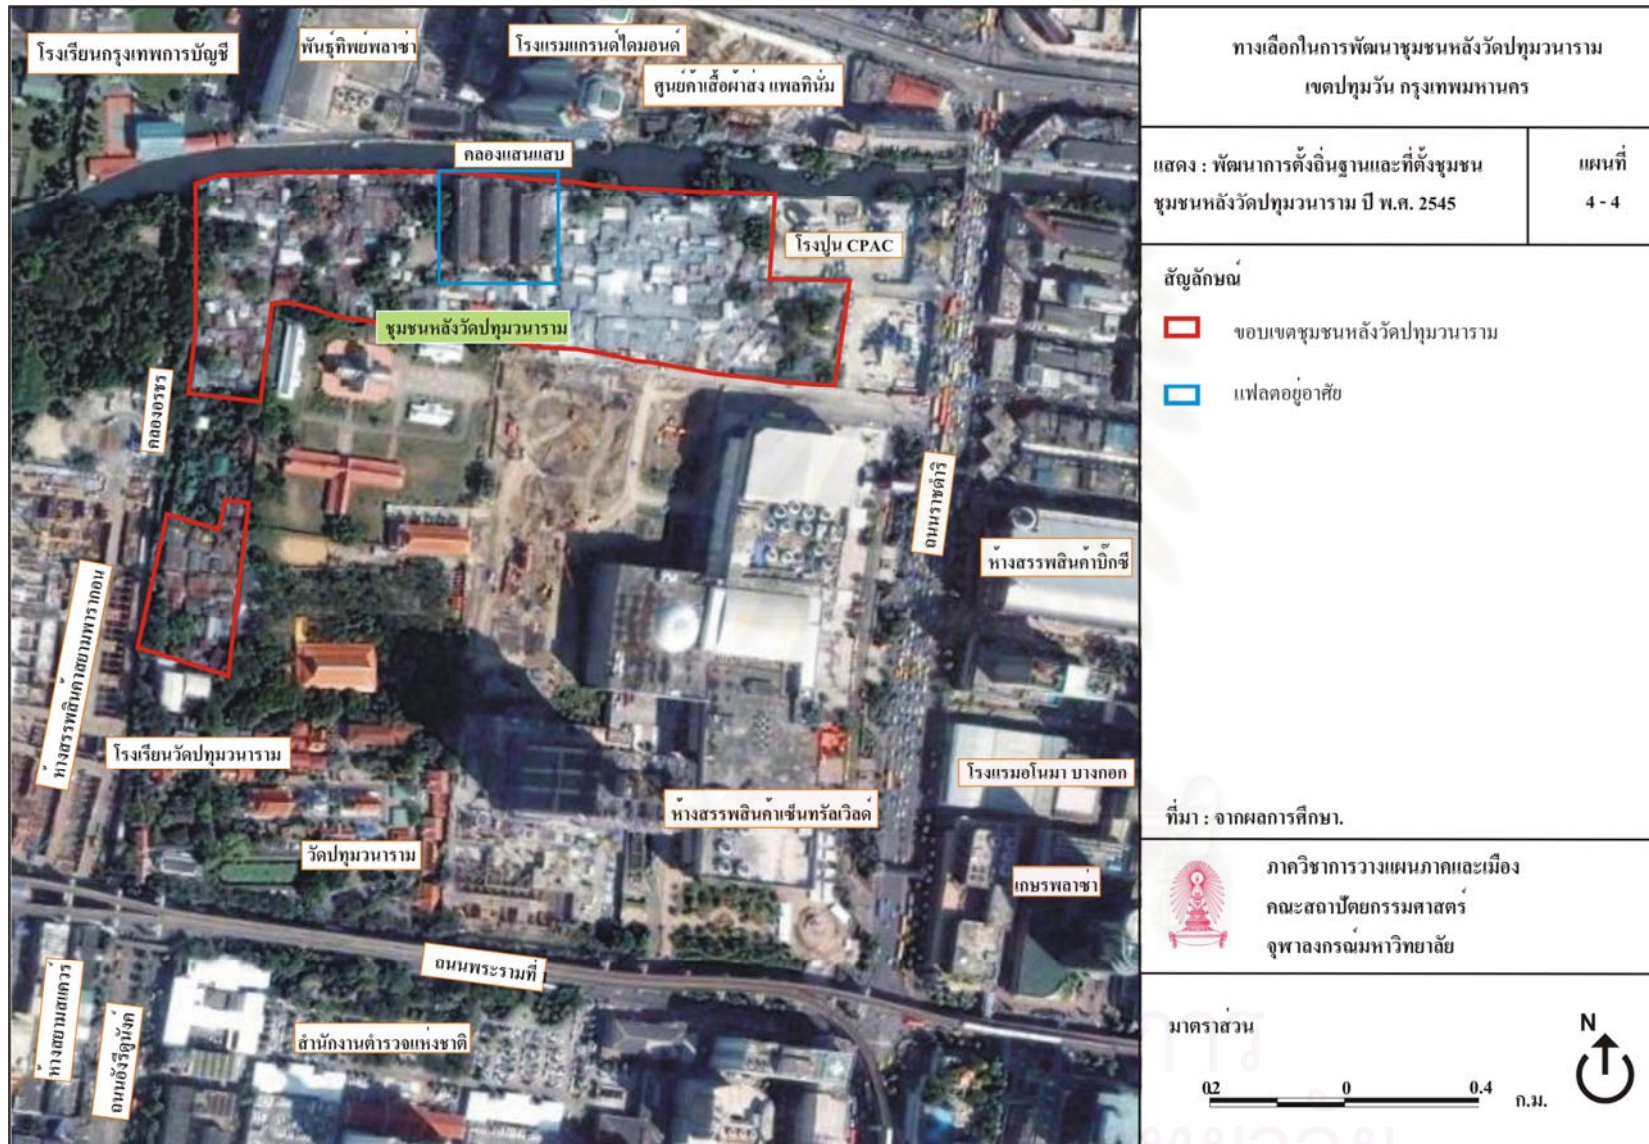 โรงเรียนกรุงเทพการบัญชี
พันธุ์ทิพย์พลาซ่า
โรงแรมแกรนด์ไดมอนด์
ศูนย์ค้าเสื้อผ้าส่ง แพลทินั่ม
คลองแสนแสบ
โรงปูน CPAC
ชุมชนหลังวัดปทุมวนาราม
คลองอรชร
ถนนราชดำริ
ห้างสรรพสินค้าบิ๊กซี
ห้างสรรพสินค้าสยามพารากอน
โรงเรียนวัดปทุมวนาราม
โรงแรมอโนมา บางกอก
ห้างสรรพสินค้าเซ็นทรัลเวิลด์
วัดปทุมวนาราม
เกษรพลาซ่า
ถนนพระรามที่ 1
ห้างสยามสแควร์
ถนนอังรีดูนังต์
สำนักงานตำรวจแห่งชาติ
ทางเลือกในการพัฒนาชุมชนหลังวัดปทุมวนาราม
เขตปทุมวัน กรุงเทพมหานคร
แสดง : พัฒนาการตั้งถิ่นฐานและที่ตั้งชุมชน
ชุมชนหลังวัดปทุมวนาราม ปี พ.ศ. 2545
แผนที่
4 - 4
สัญลักษณ์
ขอบเขตชุมชนหลังวัดปทุมวนาราม
แฟลตอยู่อาศัย
ที่มา : จากผลการศึกษา.
ภาควิชาการวางแผนภาคและเมือง
คณะสถาปัตยกรรมศาสตร์
จุฬาลงกรณ์มหาวิทยาลัย
มาตราส่วน
N
0.2 0 0.4 ก.ม.